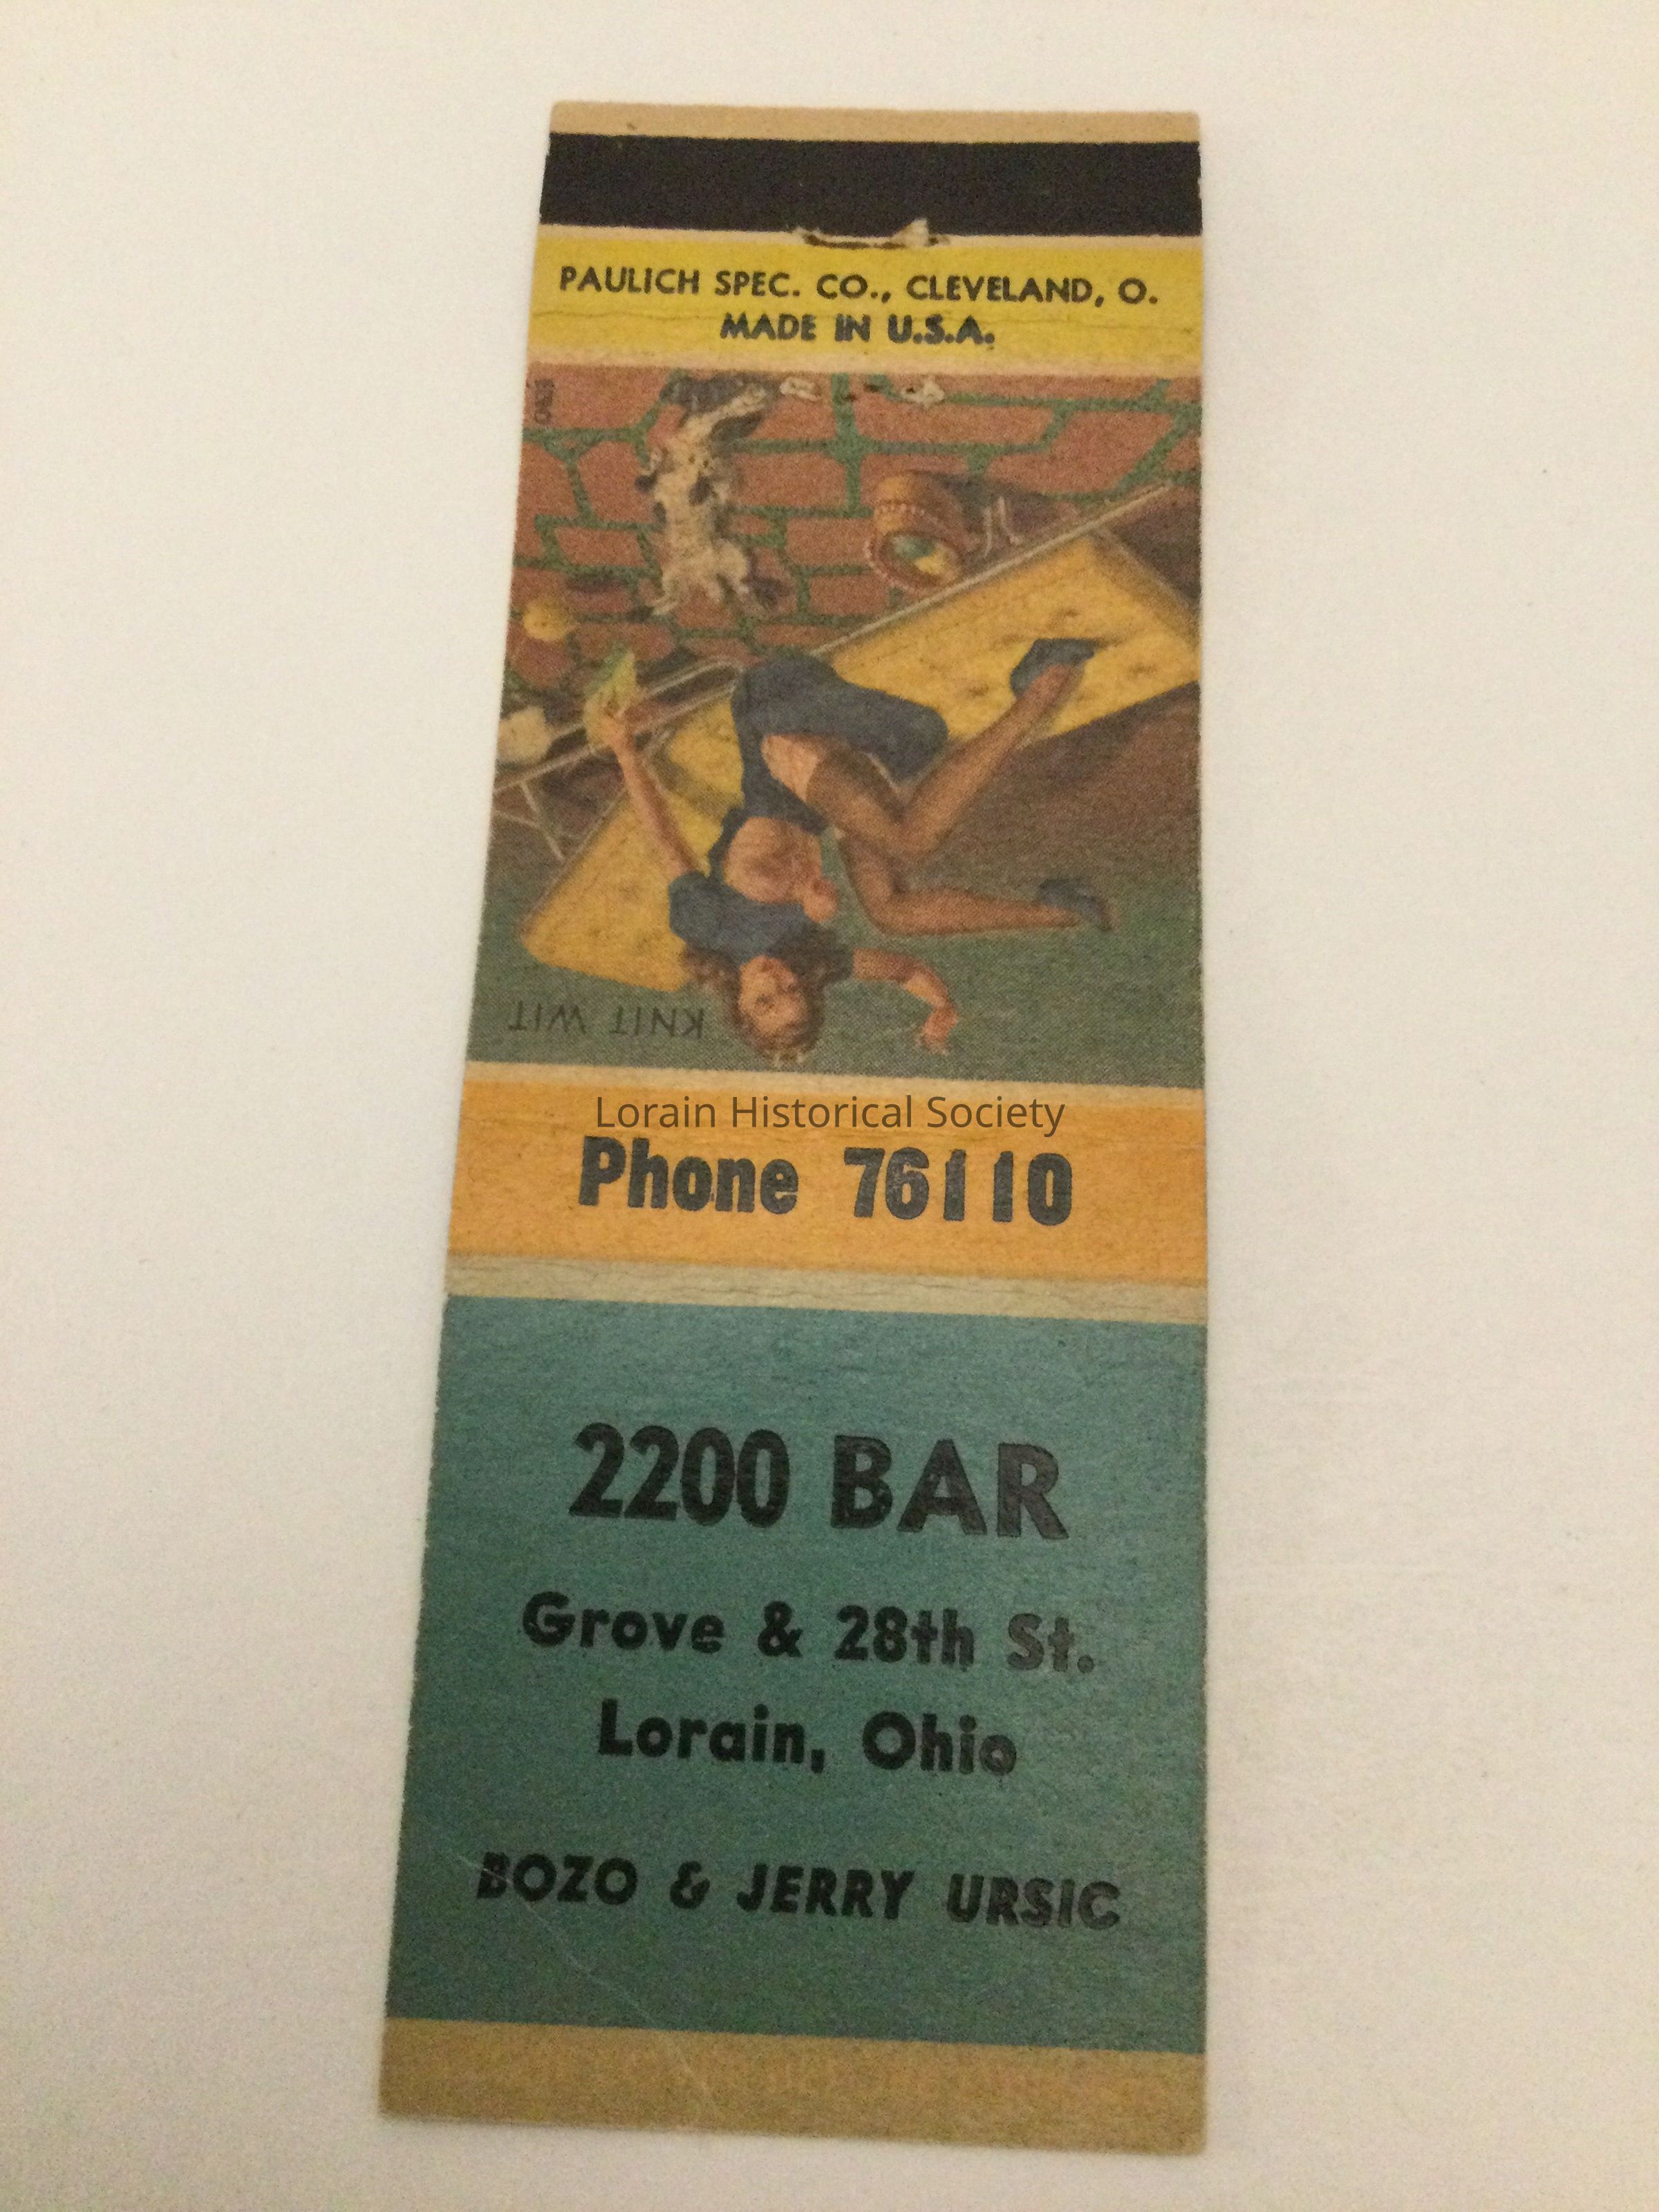 PAULICH SPEC. CO., CLEVELAND, O.
MADE IN U.S.A.
KNIT WIT
Lorain Historical Society
Phone 76110
2200 BAR
Grove & 28th St.
Lorain, Ohio
BOZO & JERRY URSIC